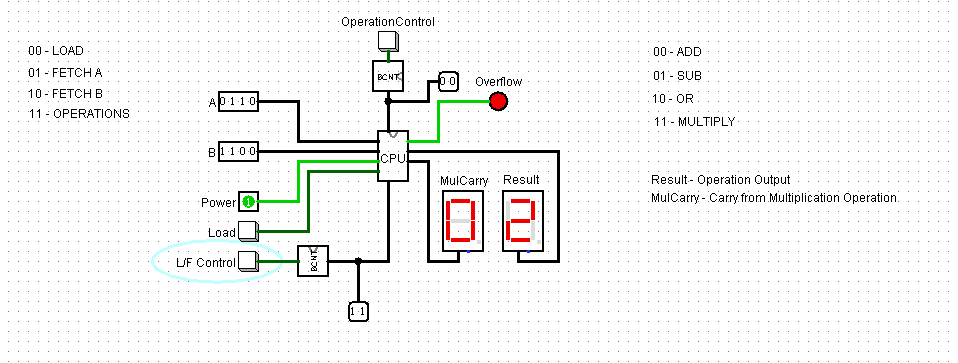 OperationControl
00 - LOAD
01 - FETCH A
10 - FETCH B
11 - OPERATIONS
00 - ADD
01 - SUB
10 - OR
11 - MULTIPLY
BCNT
0 0
Overflow
A 0 1 1 0
B 1 1 0 0
CPU
Power 1
Load
L/F Control
BCNT
1 1
MulCarry
Result
0
2
Result - Operation Output
MulCarry - Carry from Multiplication Operation